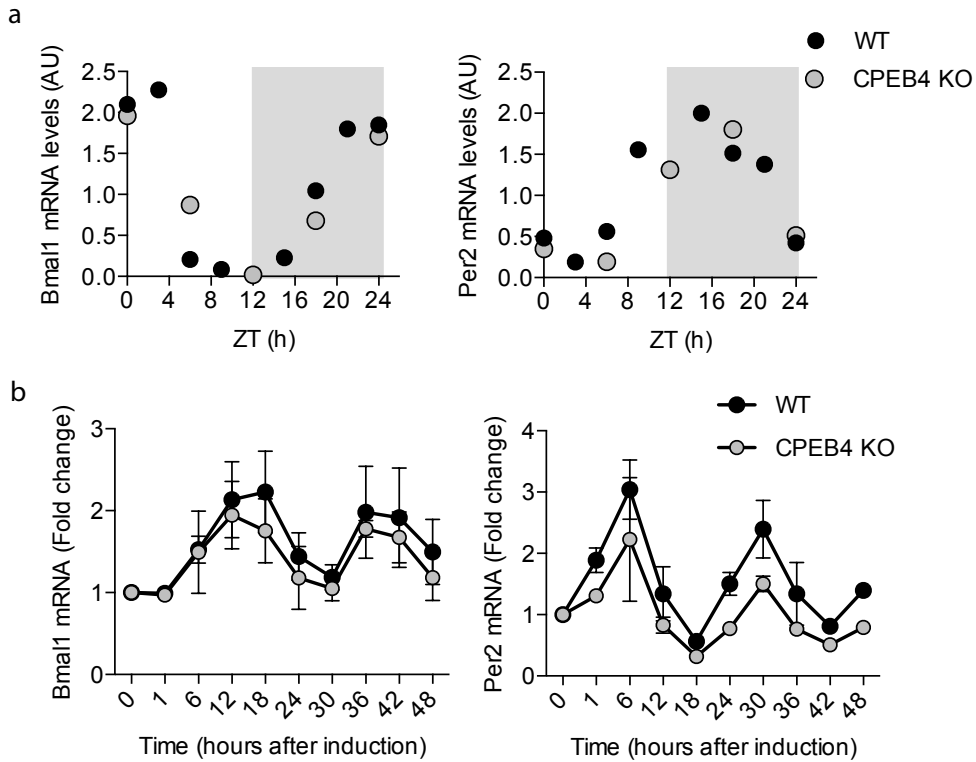 a
WT
CPEB4 KO
Bmal1 mRNA levels (AU)
2.5
2.0
1.5
1.0
0.5
0.0
0 4 8 12 16 20 24
ZT (h)
Per2 mRNA levels (AU)
2.5
2.0
1.5
1.0
0.5
0.0
0 4 8 12 16 20 24
ZT (h)
b
Bmal1 mRNA (Fold change)
3
2
1
0
0 1 6 12 18 24 30 36 42 48
Time (hours after induction)
WT
CPEB4 KO
Per2 mRNA (Fold change)
4
3
2
1
0
0 1 6 12 18 24 30 36 42 48
Time (hours after induction)